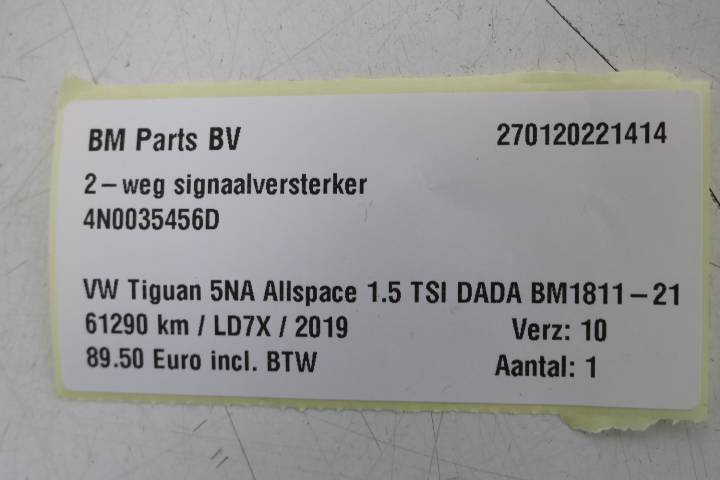 BM Parts BV 270120221414
2-weg signaalversterker
4N0035456D
VW Tiguan 5NA Allspace 1.5 TSI DADA BM1811-21
61290 km / LD7X / 2019 Verz: 10
89.50 Euro incl. BTW Aantal: 1